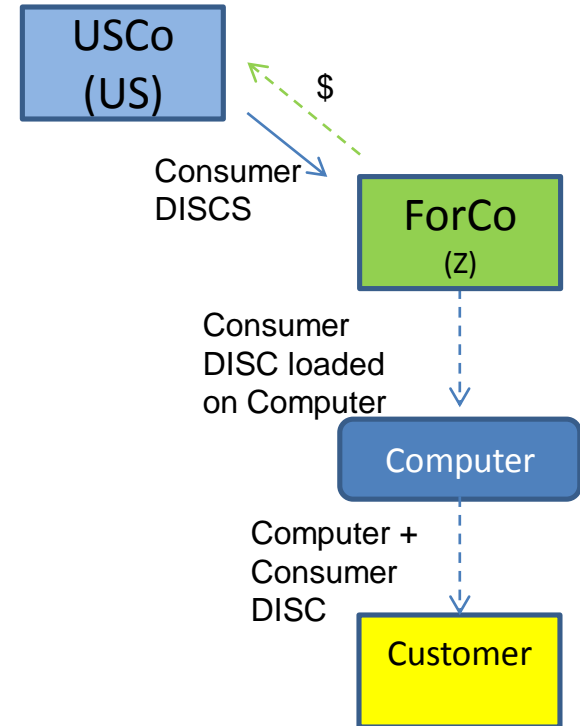 USCo
(US)
$
Consumer
DISCS
ForCo
(Z)
Consumer
DISC loaded
on Computer
Computer
Computer +
Consumer
DISC
Customer